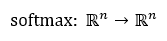 softmax: ℝⁿ → ℝⁿ